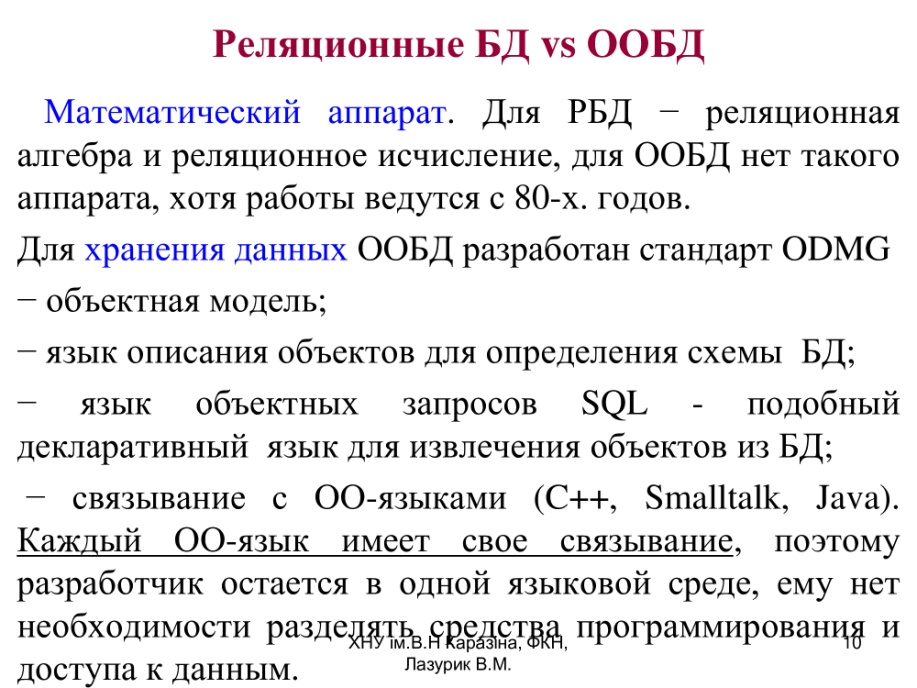 Реляционные БД vs ООБД
Математический аппарат. Для РБД − реляционная
алгебра и реляционное исчисление, для ООБД нет такого
аппарата, хотя работы ведутся с 80-х. годов.
Для хранения данных ООБД разработан стандарт ODMG
− объектная модель;
− язык описания объектов для определения схемы БД;
− язык объектных запросов SQL - подобный
декларативный язык для извлечения объектов из БД;
− связывание с ОО-языками (C++, Smalltalk, Java).
Каждый ОО-язык имеет свое связывание, поэтому
разработчик остается в одной языковой среде, ему нет
необходимости разделять средства программирования и
доступа к данным.
ХНУ ім.В.Н Каразіна, ФКН,
Лазурик В.М.
10